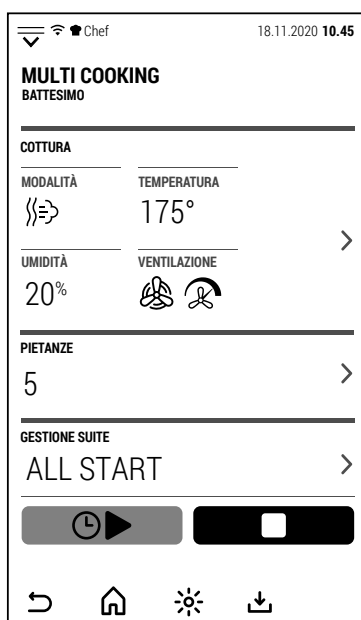 Chef 18.11.2020 10.45
MULTI COOKING
BATTESIMO
COTTURA
MODALITÀ TEMPERATURA
175°
UMIDITÀ VENTILAZIONE
20%
PIETANZE
5
GESTIONE SUITE
ALL START